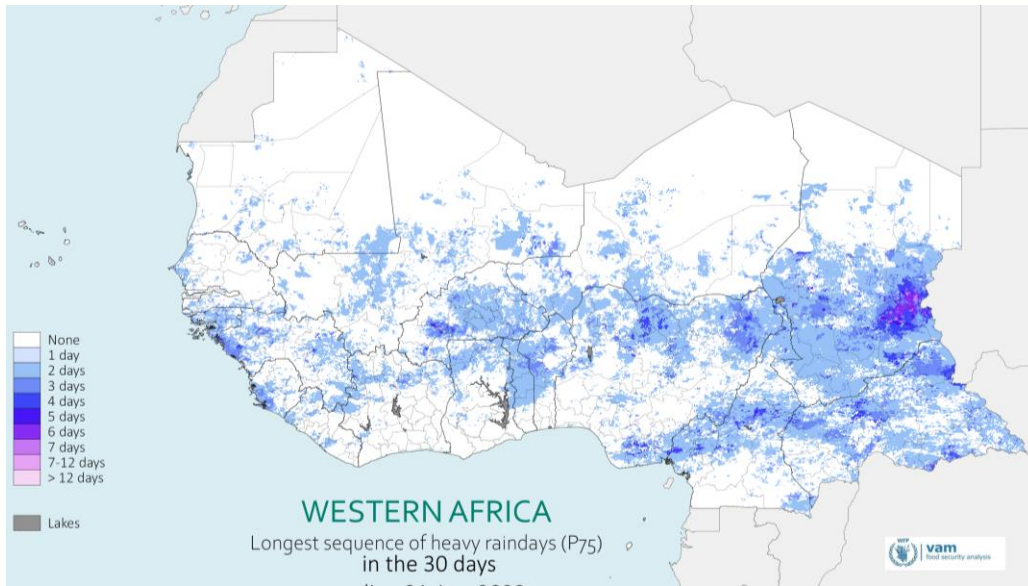 None
1 day
2 days
3 days
4 days
5 days
6 days
7 days
7-12 days
> 12 days
Lakes
WESTERN AFRICA
Longest sequence of heavy raindays (P75)
in the 30 days
WFP
vam
food security analysis